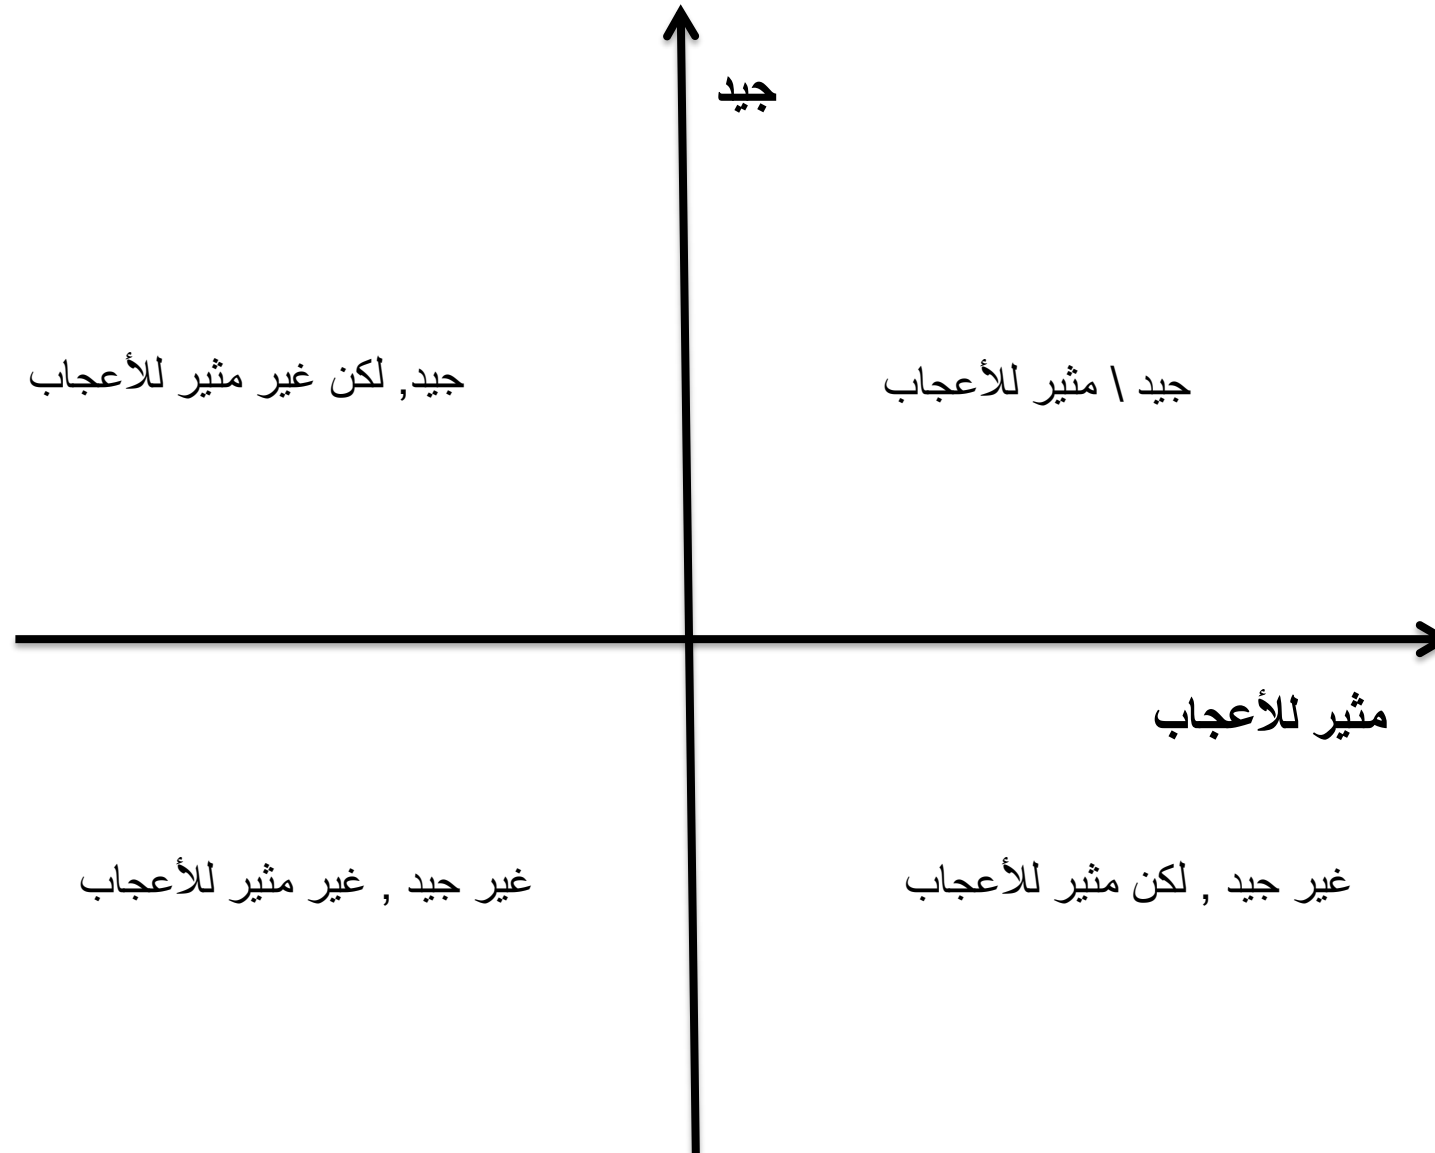 جيد
جيد \ مثير للأعجاب
جيد, لكن غير مثير للأعجاب
مثير للأعجاب
غير جيد , لكن مثير للأعجاب
غير جيد , غير مثير للأعجاب